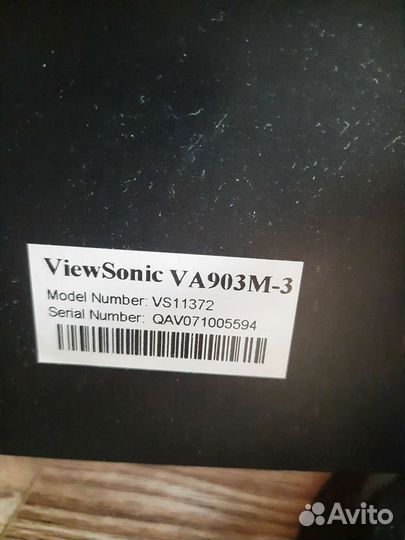 ViewSonic VA903M-3
Model Number: VS11372
Serial Number: QAV071005594
Avito